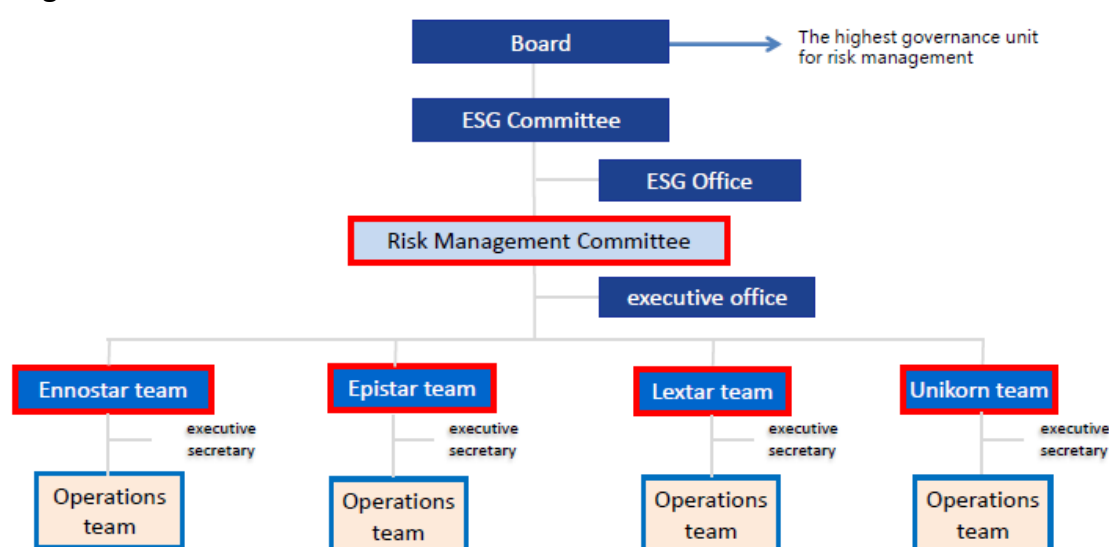 Board
The highest governance unit
for risk management
ESG Committee
ESG Office
Risk Management Committee
executive office
Ennostar team
Epistar team
Lextar team
Unikorn team
executive
secretary
executive
secretary
executive
secretary
executive
secretary
Operations
team
Operations
team
Operations
team
Operations
team